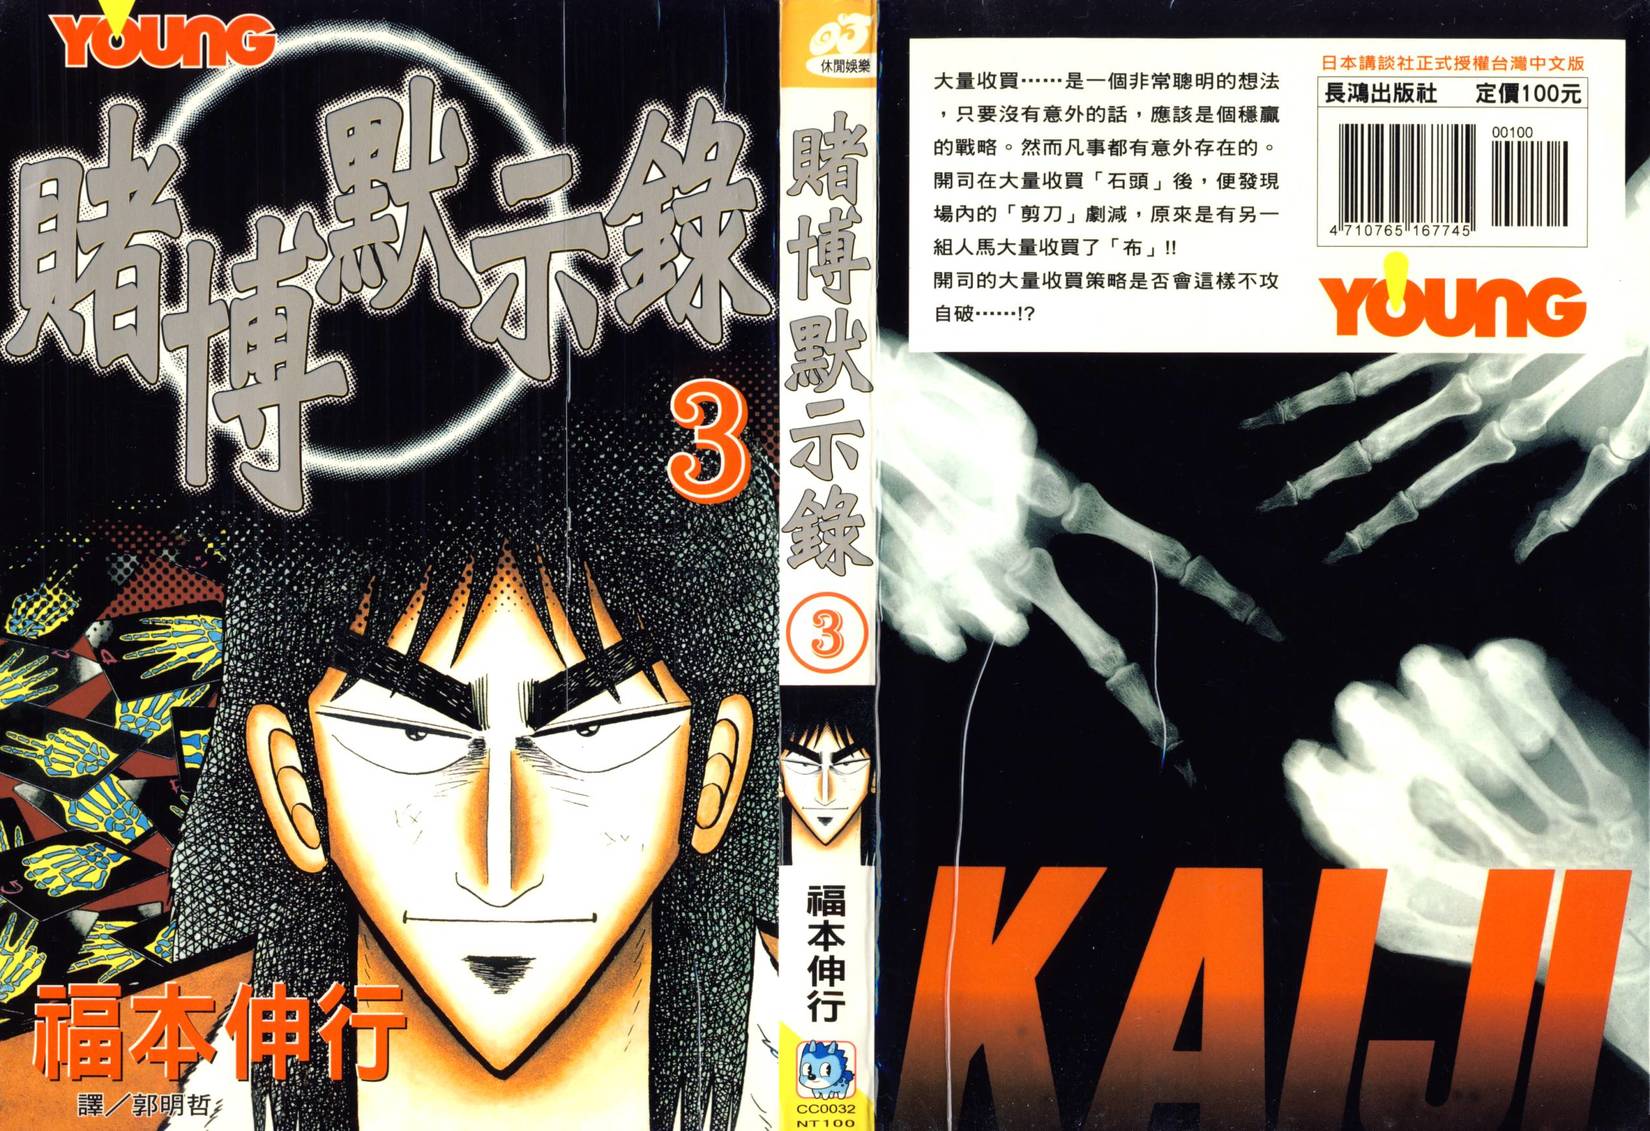 YOUNG
賭博默示錄
3
福本伸行
譯／郭明哲
休閒娛樂
賭博默示錄
3
福本伸行
CC0032
NT100
大量收買……是一個非常聰明的想法
，只要沒有意外的話，應該是個穩贏
的戰略。然而凡事都有意外存在的。
開司在大量收買「石頭」後，便發現
場內的「剪刀」劇減，原來是有另一
組人馬大量收買了「布」!!
開司的大量收買策略是否會這樣不攻
自破……!?
日本講談社正式授權台灣中文版
長鴻出版社 定價100元
00100
4 710765 167745
YOUNG
KAIJI